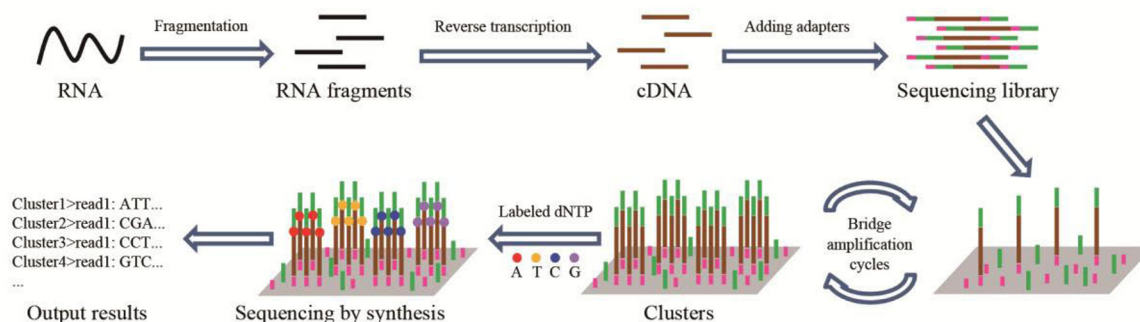 Fragmentation
Reverse transcription
Adding adapters
RNA
RNA fragments
cDNA
Sequencing library
Bridge
amplification
cycles
Clusters
Labeled dNTP
A T C G
Sequencing by synthesis
Cluster1>read1: ATT...
Cluster2>read1: CGA...
Cluster3>read1: CCT...
Cluster4>read1: GTC...
...
Output results